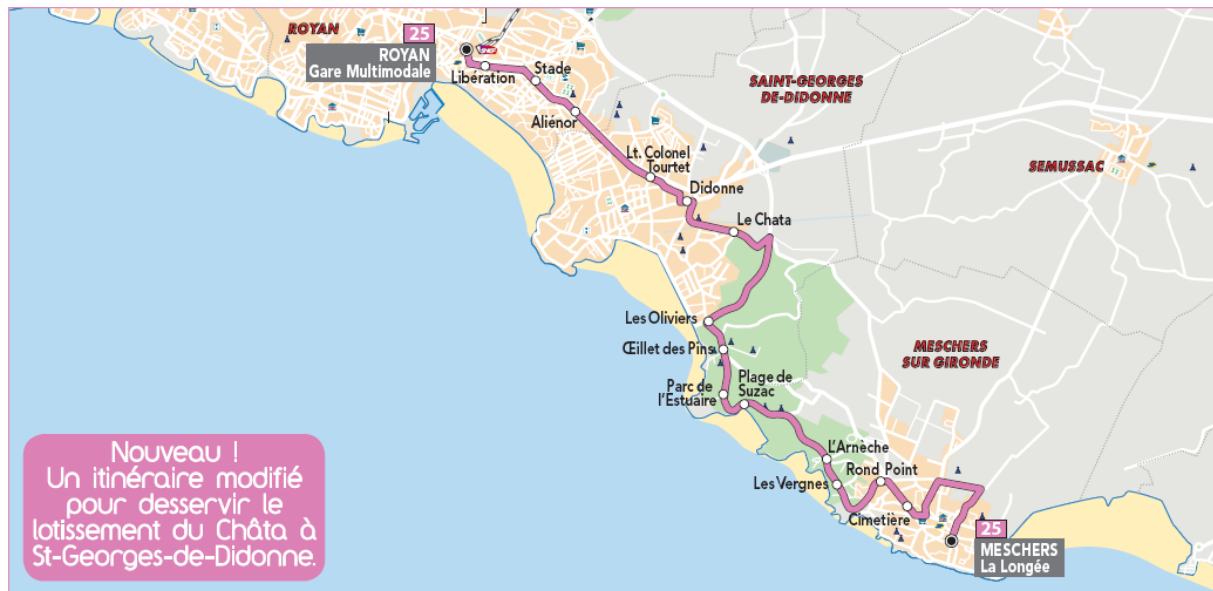 ROYAN
25
ROYAN
Gare Multimodale
Libération
Stade
Aliénor
Lt. Colonel
Tourtet
Didonne
Le Chata
SAINT-GEORGES
DE-DIDONNE
SEMUSSAC
Les Oliviers
Œillet des Pins
Parc de
l'Estuaire
Plage de
Suzac
MESCHERS
SUR GIRONDE
L'Arnèche
Rond Point
Les Vergnes
Cimetière
25
MESCHERS
La Longée
Nouveau !
Un itinéraire modifié
pour desservir le
lotissement du Châta à
St-Georges-de-Didonne.